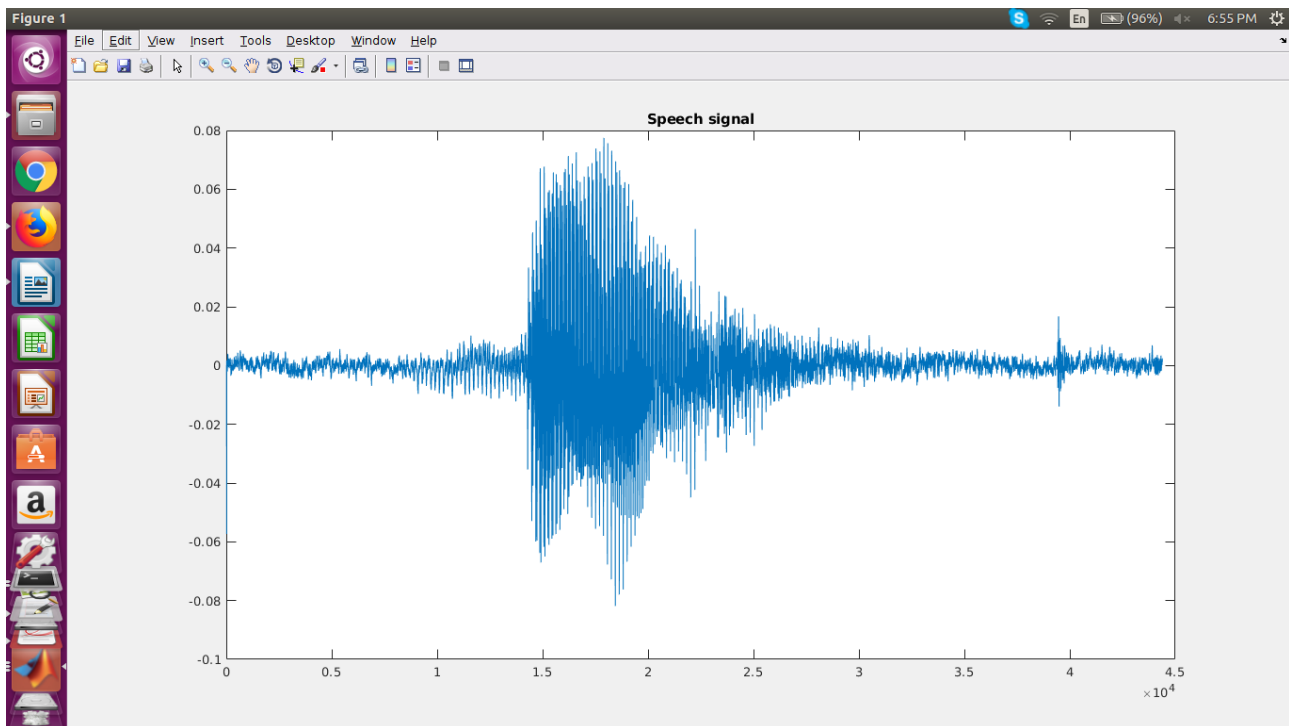 Figure 1 En (96%) 6:55 PM
File Edit View Insert Tools Desktop Window Help
Speech signal
0.08
0.06
0.04
0.02
0
-0.02
-0.04
-0.06
-0.08
-0.1
0 0.5 1 1.5 2 2.5 3 3.5 4 4.5
×10⁴